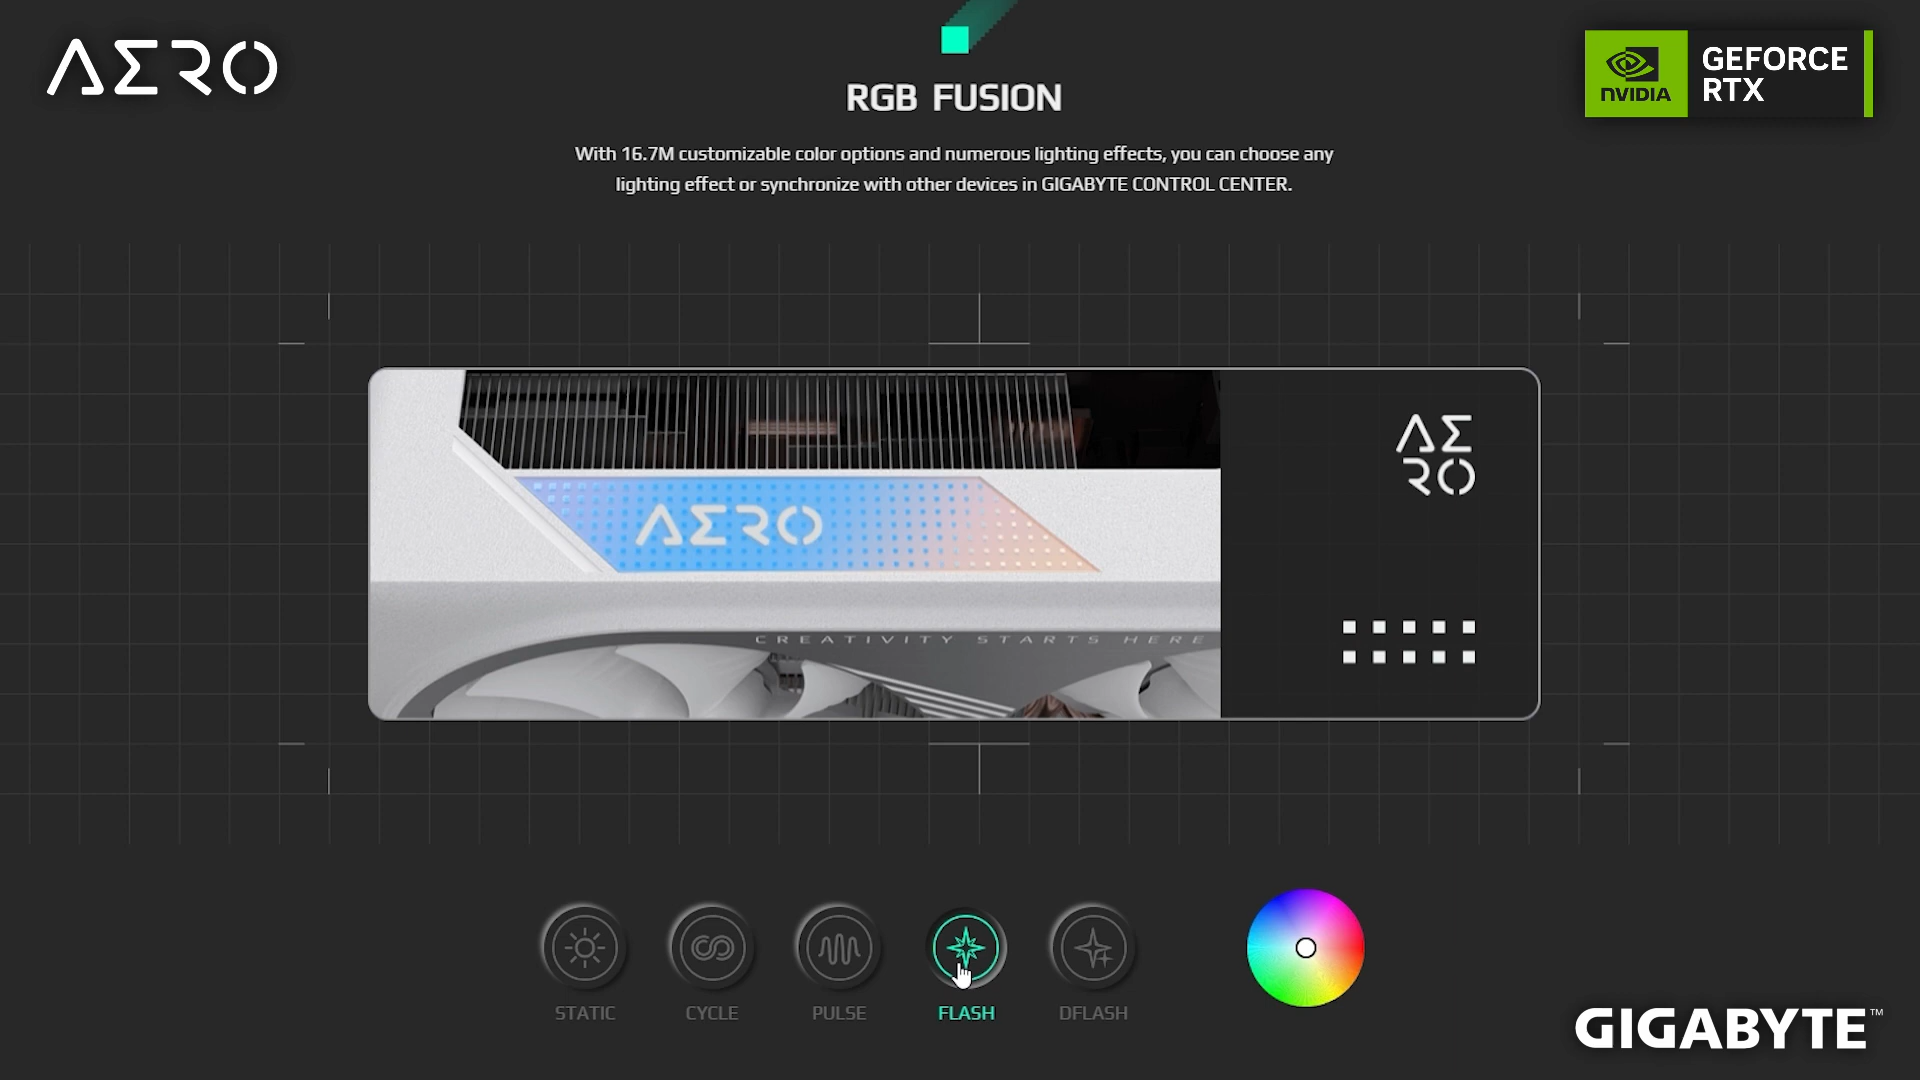 AERO
NVIDIA
GEFORCE
RTX
RGB FUSION
With 16.7M customizable color options and numerous lighting effects, you can choose any
lighting effect or synchronize with other devices in GIGABYTE CONTROL CENTER.
AE
RO
AERO
CREATIVITY STARTS HERE
STATIC
CYCLE
PULSE
FLASH
DFLASH
GIGABYTE™